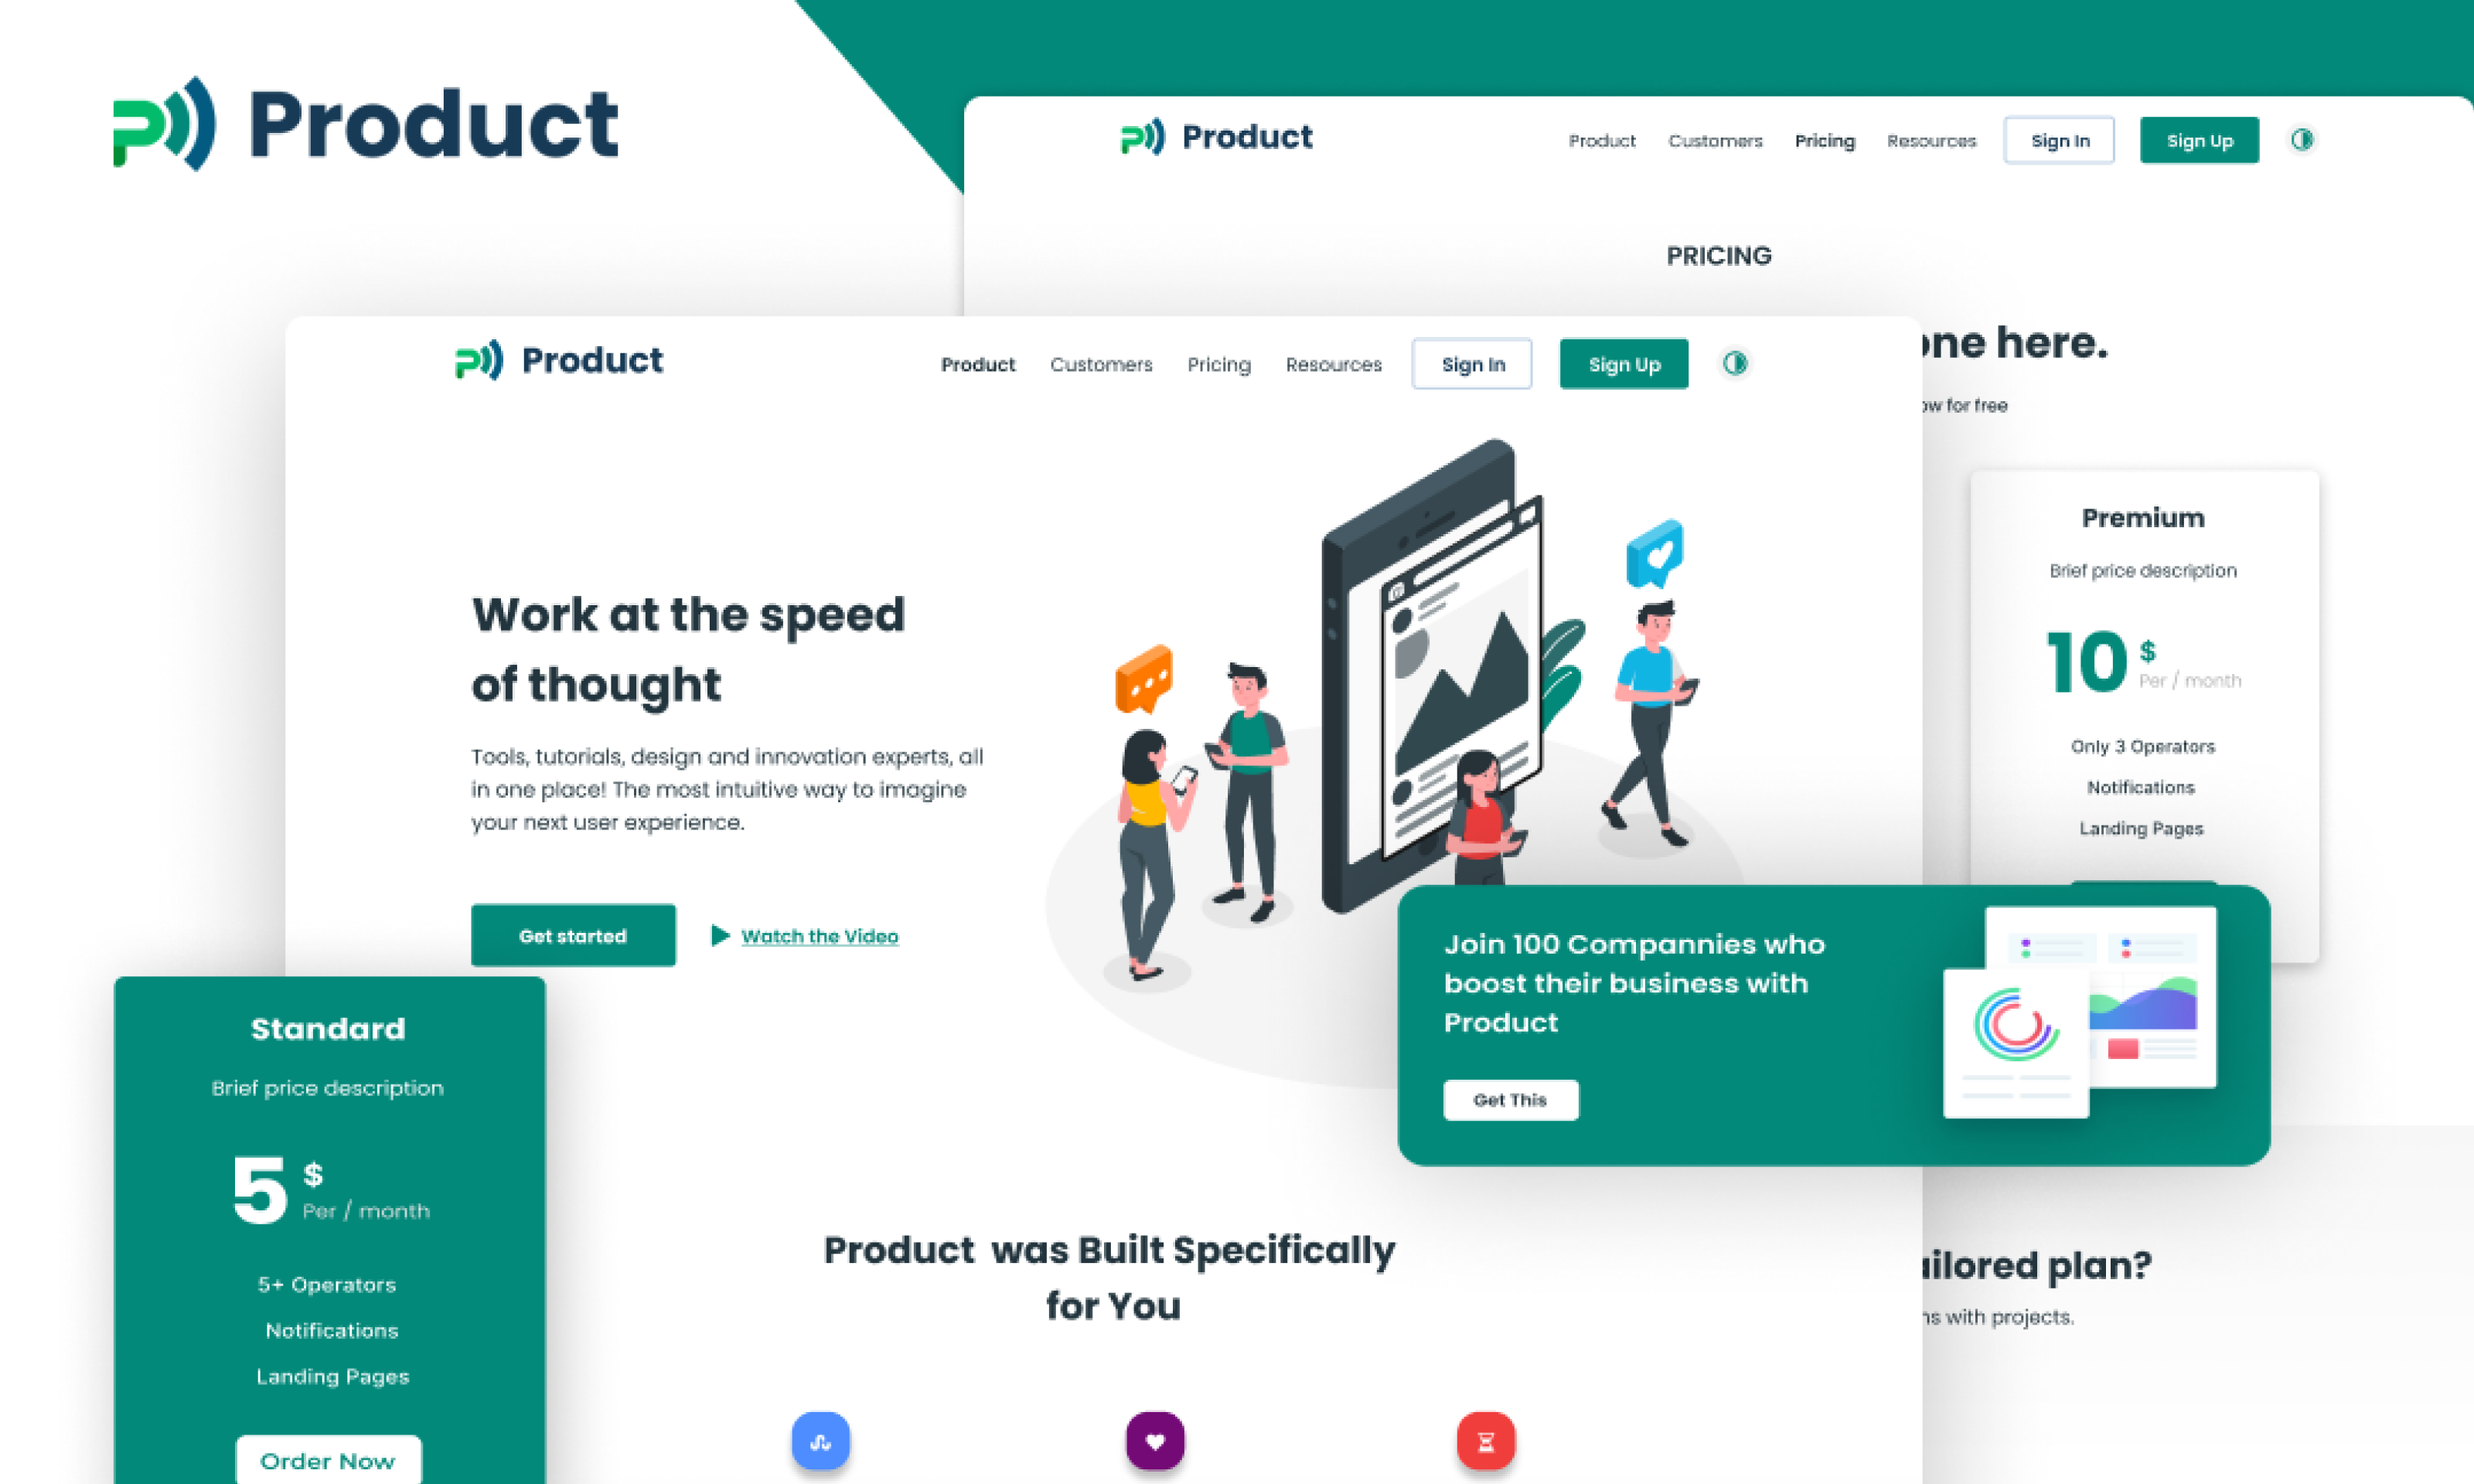 Product
Product
Product
Customers
Pricing
Resources
Sign In
Sign Up
PRICING
one here.
for free
Product
Product
Customers
Pricing
Resources
Sign In
Sign Up
Work at the speed
of thought
Tools, tutorials, design and innovation experts, all
in one place! The most intuitive way to imagine
your next user experience.
Get started
Watch the Video
Premium
Brief price description
10 $
Per / month
Only 3 Operators
Notifications
Landing Pages
Join 100 Compannies who
boost their business with
Product
Get This
Standard
Brief price description
5 $
Per / month
5+ Operators
Notifications
Landing Pages
Order Now
Product was Built Specifically
for You
ailored plan?
with projects.